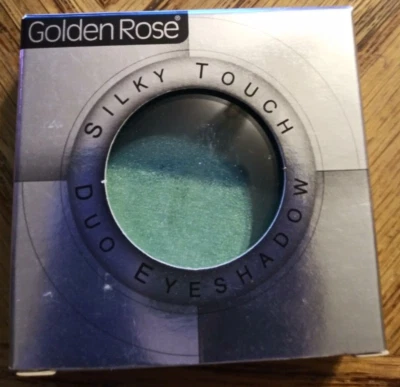 Golden Rose®
SILKY TOUCH
DUO EYESHADOW